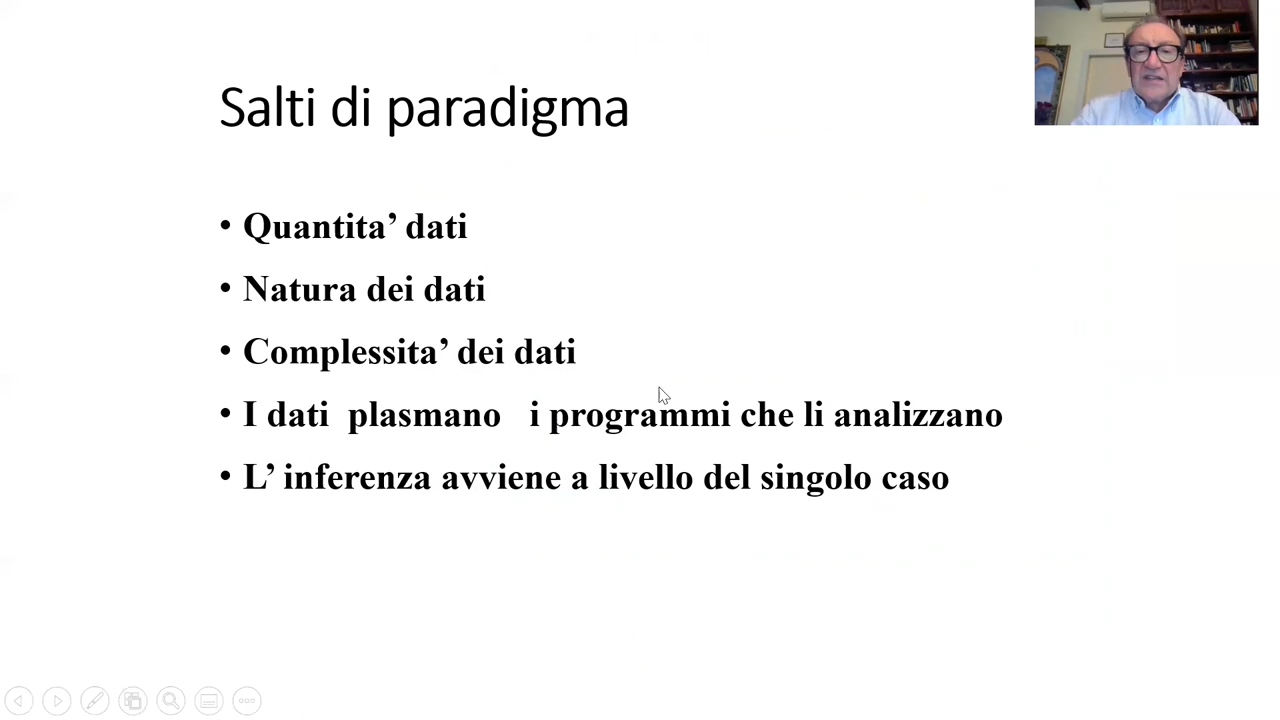 Salti di paradigma
• Quantita’ dati
• Natura dei dati
• Complessita’ dei dati
• I dati  plasmano   i programmi che li analizzano
• L’ inferenza avviene a livello del singolo caso